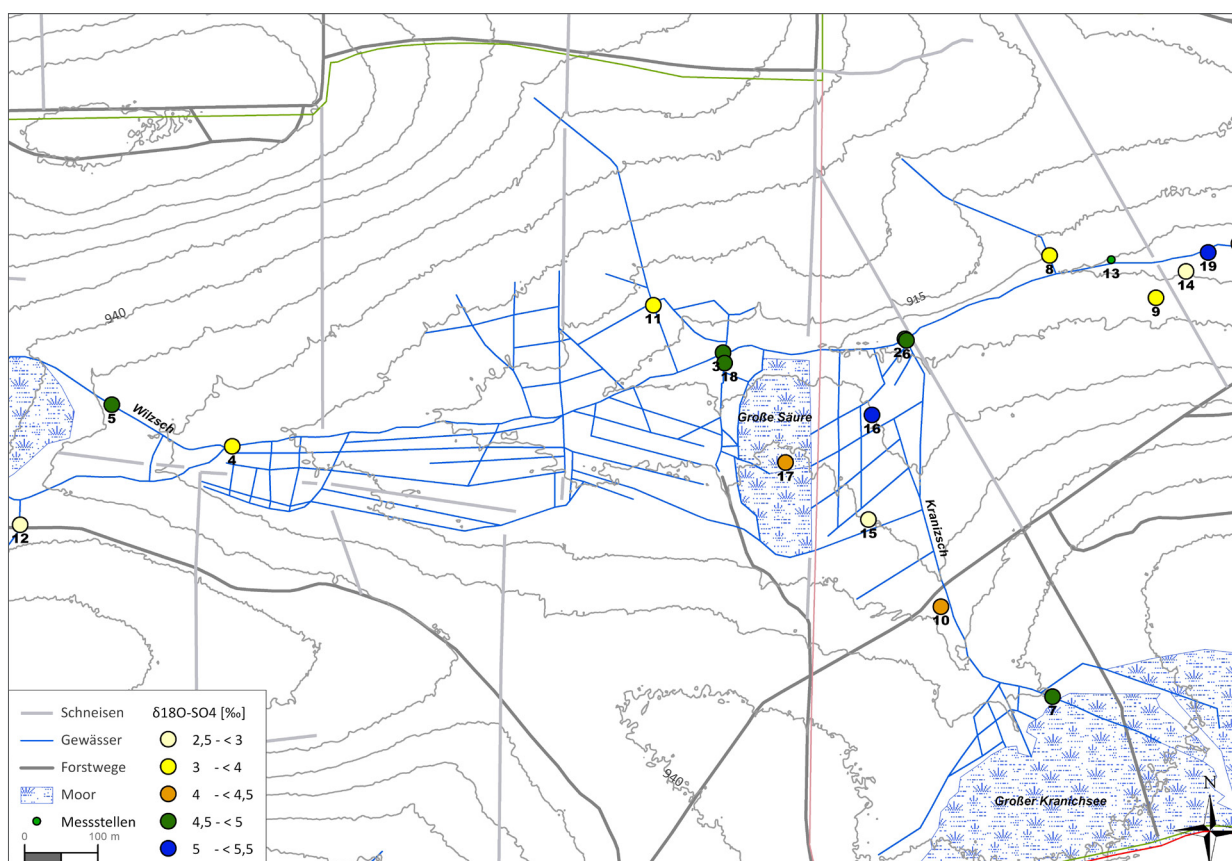 915
940
8
13
19
14
9
11
3
18
26
Große Säure
16
5
Wilzsch
4
17
12
15
Kranizsch
10
7
940
Großer Kranichsee
N
Schneisen
Gewässer
Forstwege
Moor
Messstellen
0 100 m
δ18O-SO4 [‰]
2,5 - < 3
3 - < 4
4 - < 4,5
4,5 - < 5
5 - < 5,5